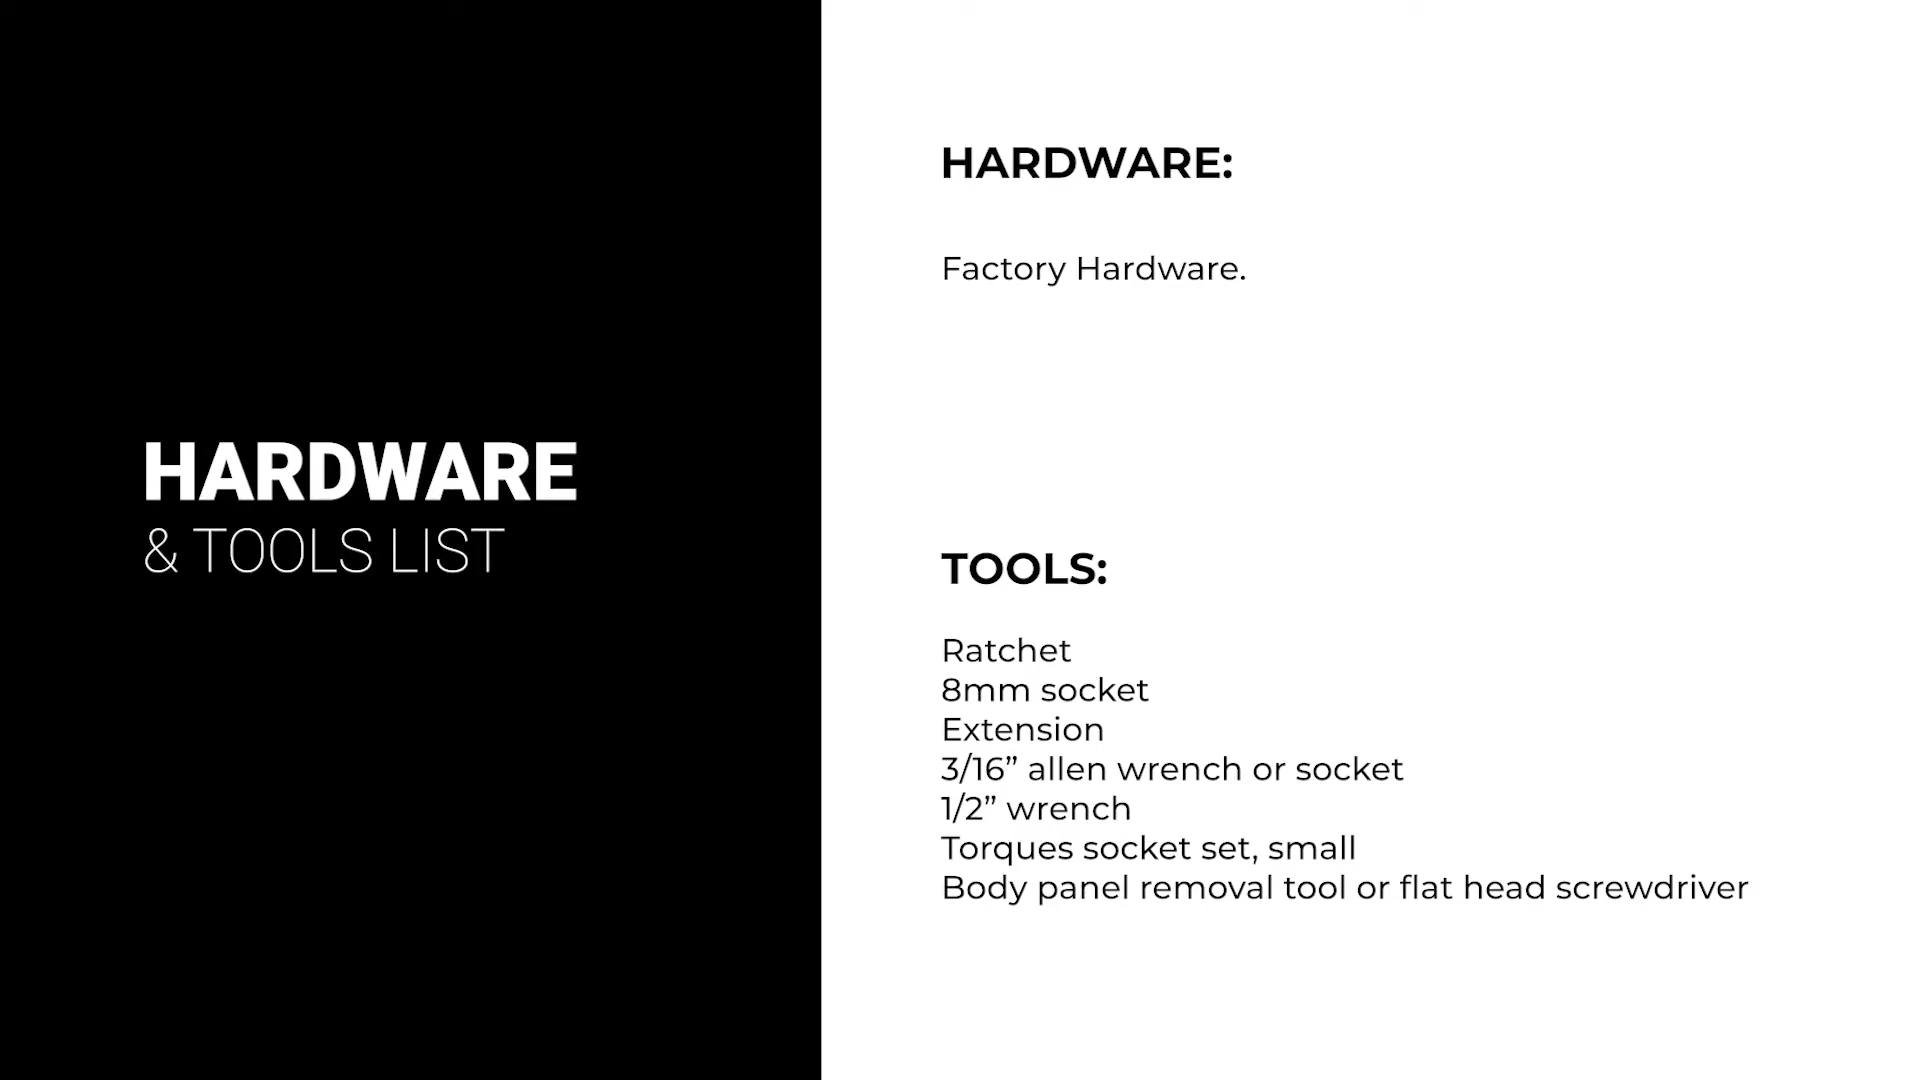 HARDWARE
& TOOLS LIST
HARDWARE:
Factory Hardware.
TOOLS:
Ratchet
8mm socket
Extension
3/16” allen wrench or socket
1/2” wrench
Torques socket set, small
Body panel removal tool or flat head screwdriver